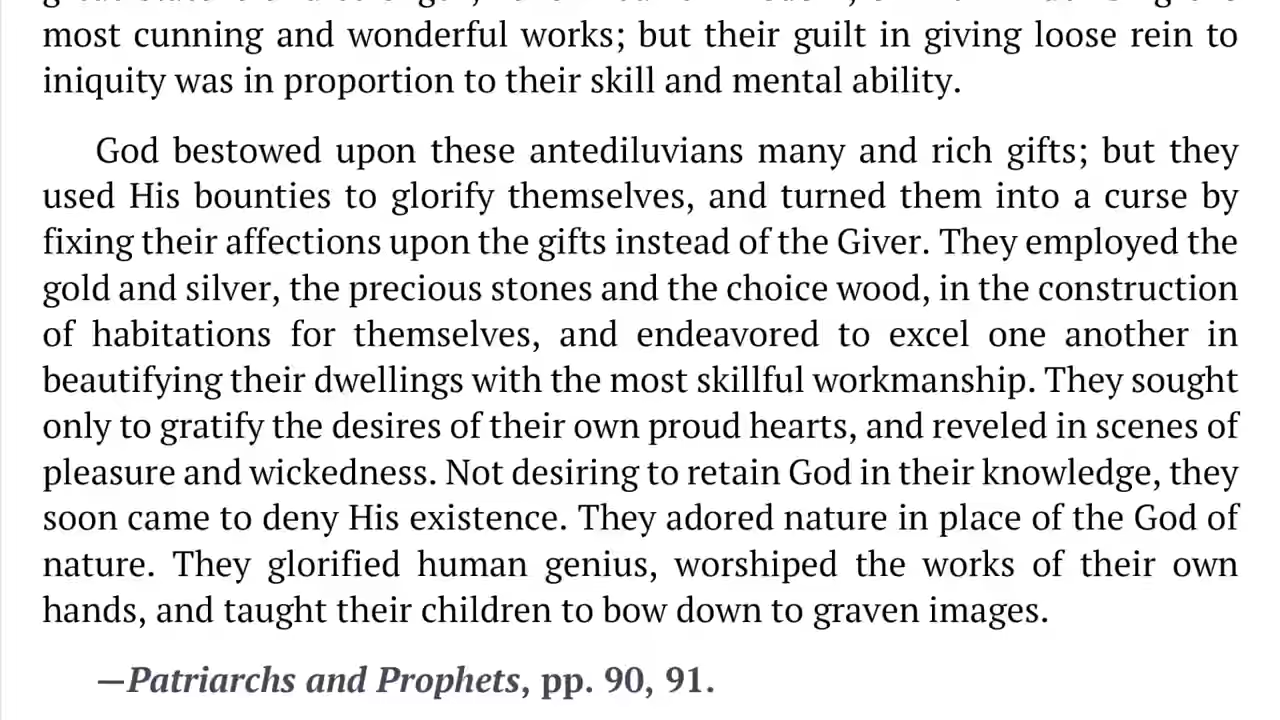 most cunning and wonderful works; but their guilt in giving loose rein to
iniquity was in proportion to their skill and mental ability.
God bestowed upon these antediluvians many and rich gifts; but they
used His bounties to glorify themselves, and turned them into a curse by
fixing their affections upon the gifts instead of the Giver. They employed the
gold and silver, the precious stones and the choice wood, in the construction
of habitations for themselves, and endeavored to excel one another in
beautifying their dwellings with the most skillful workmanship. They sought
only to gratify the desires of their own proud hearts, and reveled in scenes of
pleasure and wickedness. Not desiring to retain God in their knowledge, they
soon came to deny His existence. They adored nature in place of the God of
nature. They glorified human genius, worshiped the works of their own
hands, and taught their children to bow down to graven images.
—Patriarchs and Prophets, pp. 90, 91.